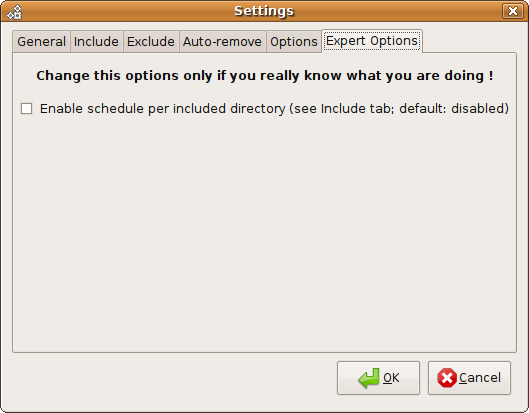 Settings
General Include Exclude Auto-remove Options Expert Options
Change this options only if you really know what you are doing !
Enable schedule per included directory (see Include tab; default: disabled)
OK Cancel